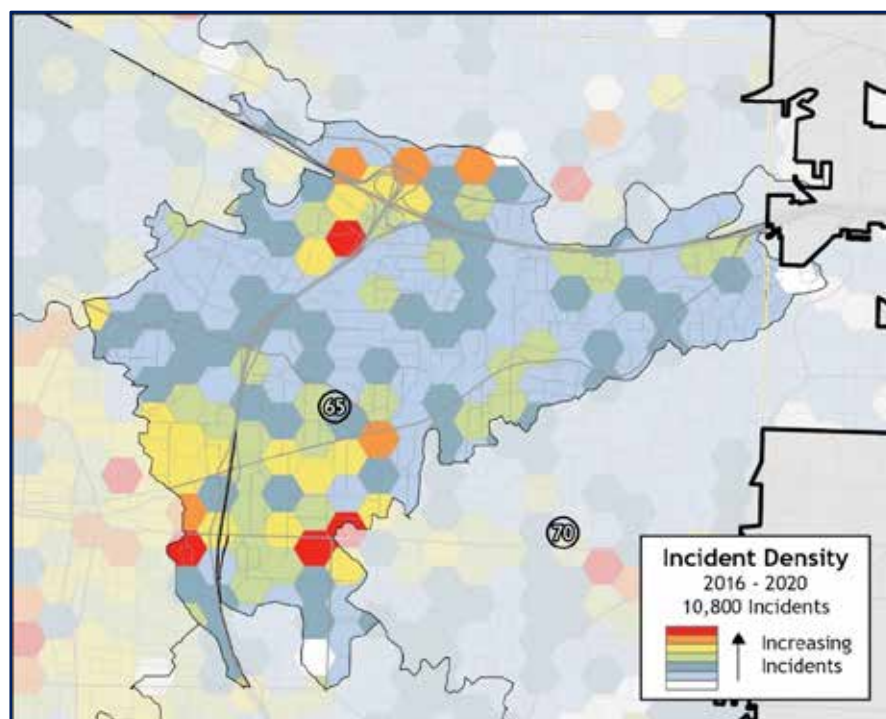 65
70
Incident Density
2016 - 2020
10,800 Incidents
Increasing
Incidents